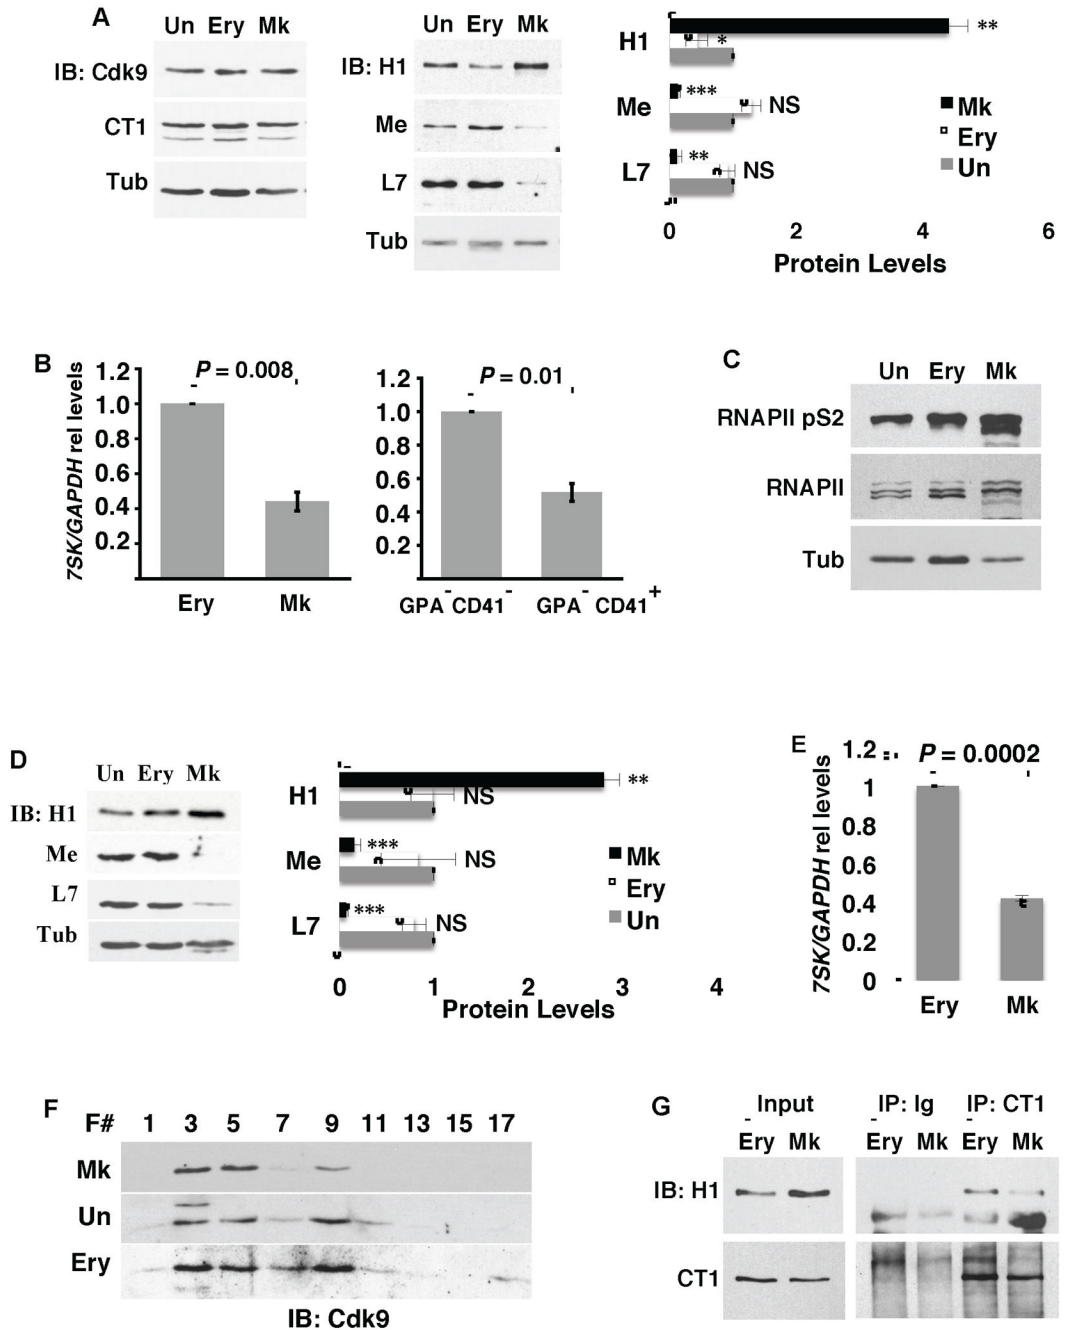 A
Un Ery Mk
IB: Cdk9
CT1
Tub
Un Ery Mk
IB: H1
Me
L7
Tub
H1
**
*
Me
***
NS
L7
**
NS
Mk
Ery
Un
0 2 4 6
Protein Levels
B
7SK/GAPDH rel levels
1.2
1.0
0.8
0.6
0.4
0.2
P = 0.008
Ery Mk
1.2
1.0
0.8
0.6
0.4
0.2
P = 0.01
GPA-CD41- GPA-CD41+
C
Un Ery Mk
RNAPII pS2
RNAPII
Tub
D
Un Ery Mk
IB: H1
Me
L7
Tub
H1
**
NS
Me
***
NS
L7
***
NS
Mk
Ery
Un
0 1 2 3 4
Protein Levels
E
7SK/GAPDH rel levels
1.2
1
0.8
0.6
0.4
0.2
0
P = 0.0002
Ery Mk
F
F# 1 3 5 7 9 11 13 15 17
Mk
Un
Ery
IB: Cdk9
G
Input IP: Ig IP: CT1
Ery Mk Ery Mk Ery Mk
IB: H1
CT1